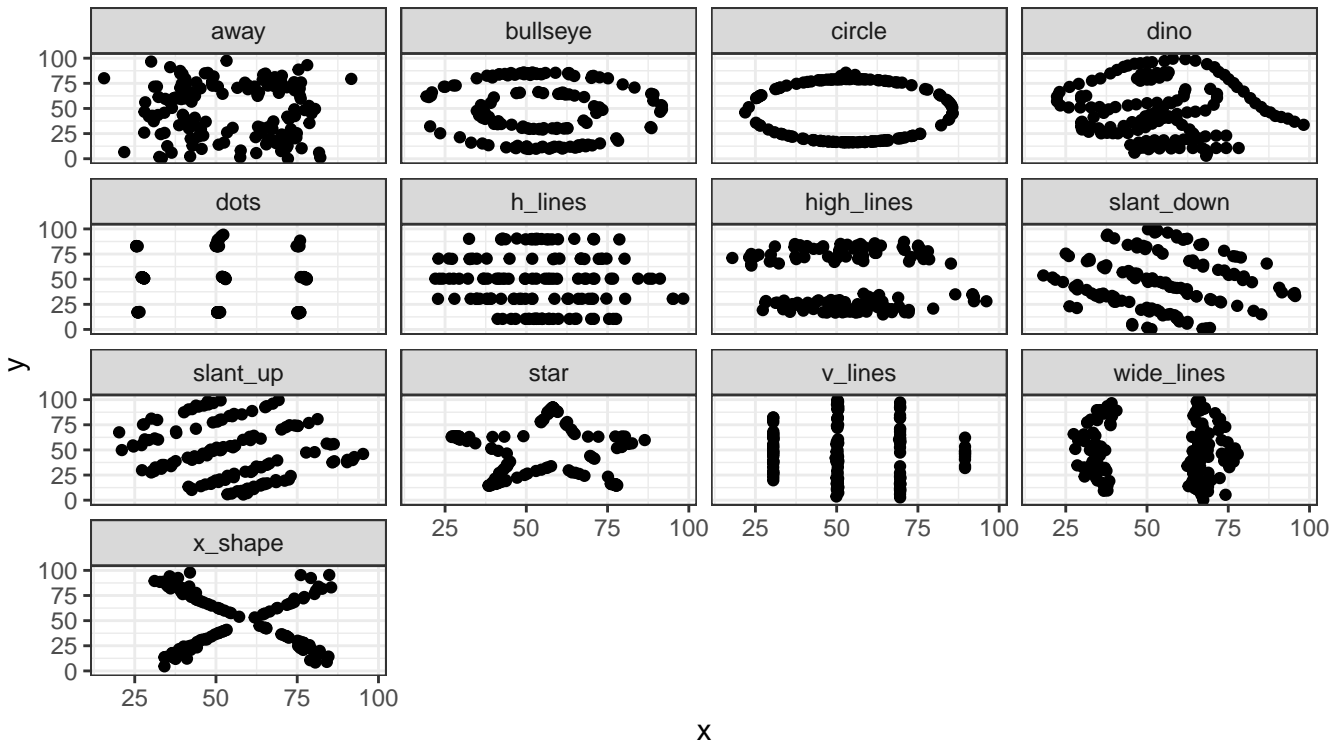 away bullseye circle dino
100
75
50
25
0
dots h_lines high_lines slant_down
100
75
50
25
0
y
slant_up star v_lines wide_lines
100
75
50
25
0
25 50 75 100 25 50 75 100 25 50 75 100
x_shape
100
75
50
25
0
25 50 75 100
x